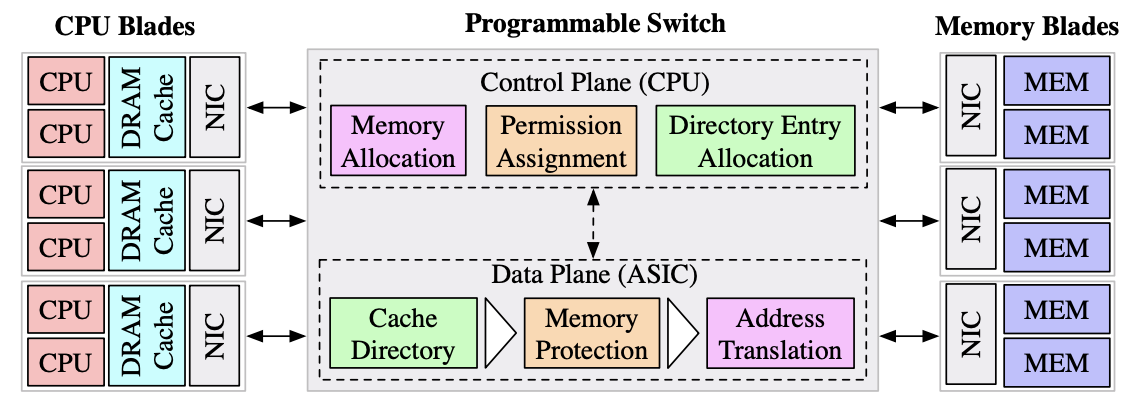 CPU Blades
Programmable Switch
Memory Blades
CPU
CPU
DRAM
Cache
NIC
CPU
CPU
DRAM
Cache
NIC
CPU
CPU
DRAM
Cache
NIC
Control Plane (CPU)
Memory
Allocation
Permission
Assignment
Directory Entry
Allocation
Data Plane (ASIC)
Cache
Directory
Memory
Protection
Address
Translation
NIC
MEM
MEM
NIC
MEM
MEM
NIC
MEM
MEM